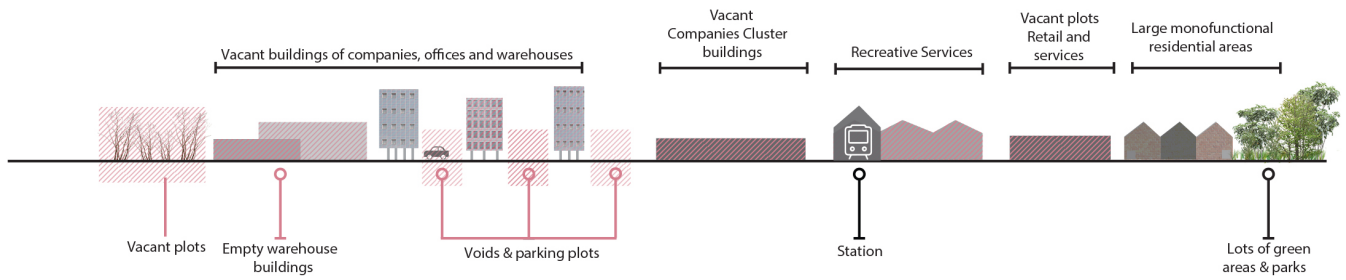 Vacant buildings of companies, offices and warehouses
Vacant
Companies Cluster
buildings
Recreative Services
Vacant plots
Retail and
services
Large monofunctional
residential areas
Vacant plots
Empty warehouse
buildings
Voids & parking plots
Station
Lots of green
areas & parks